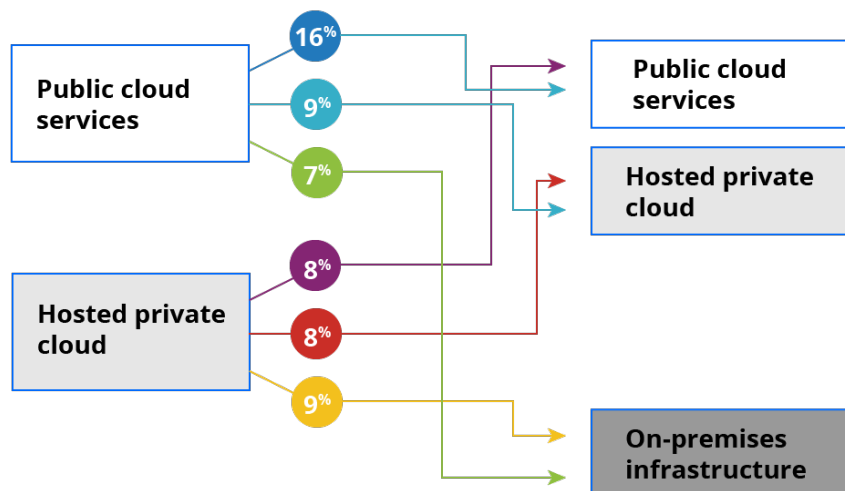 Public cloud
services
16%
9%
7%
Hosted private
cloud
8%
8%
9%
Public cloud
services
Hosted private
cloud
On-premises
infrastructure